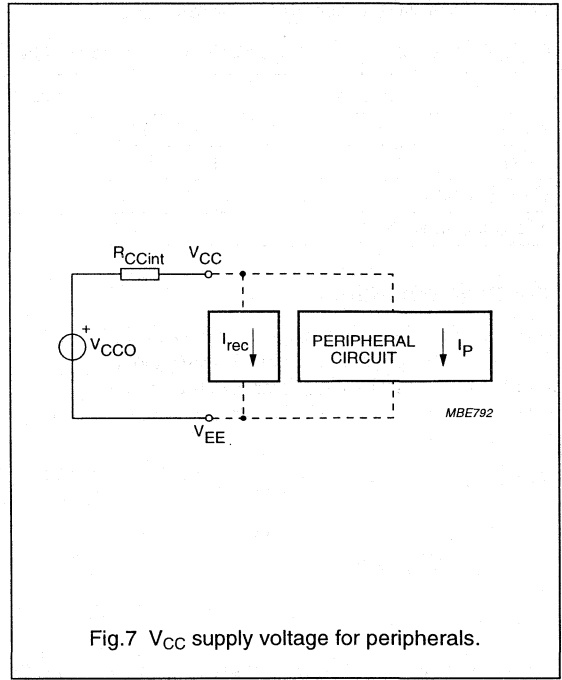 RCCint
VCC
+
VCCO
Irec
PERIPHERAL
CIRCUIT
IP
MBE792
VEE
Fig.7 VCC supply voltage for peripherals.